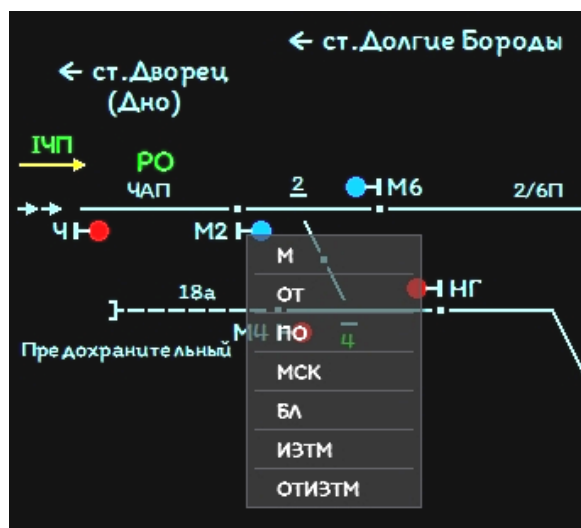 ← ст.Долгие Бороды
← ст.Дворец
(Дно)
IЧП
РО
ЧАП
2
М6
2/6П
Ч
М2
М
18а
ОТ
НГ
Предохранительный
М4
ПО
4
МСК
БЛ
ИЗТМ
ОТИЗТМ